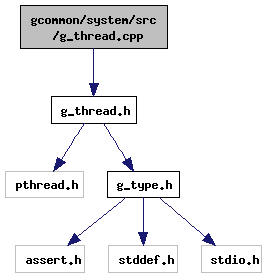 gcommon/system/src
/g_thread.cpp
g_thread.h
pthread.h
g_type.h
assert.h
stddef.h
stdio.h